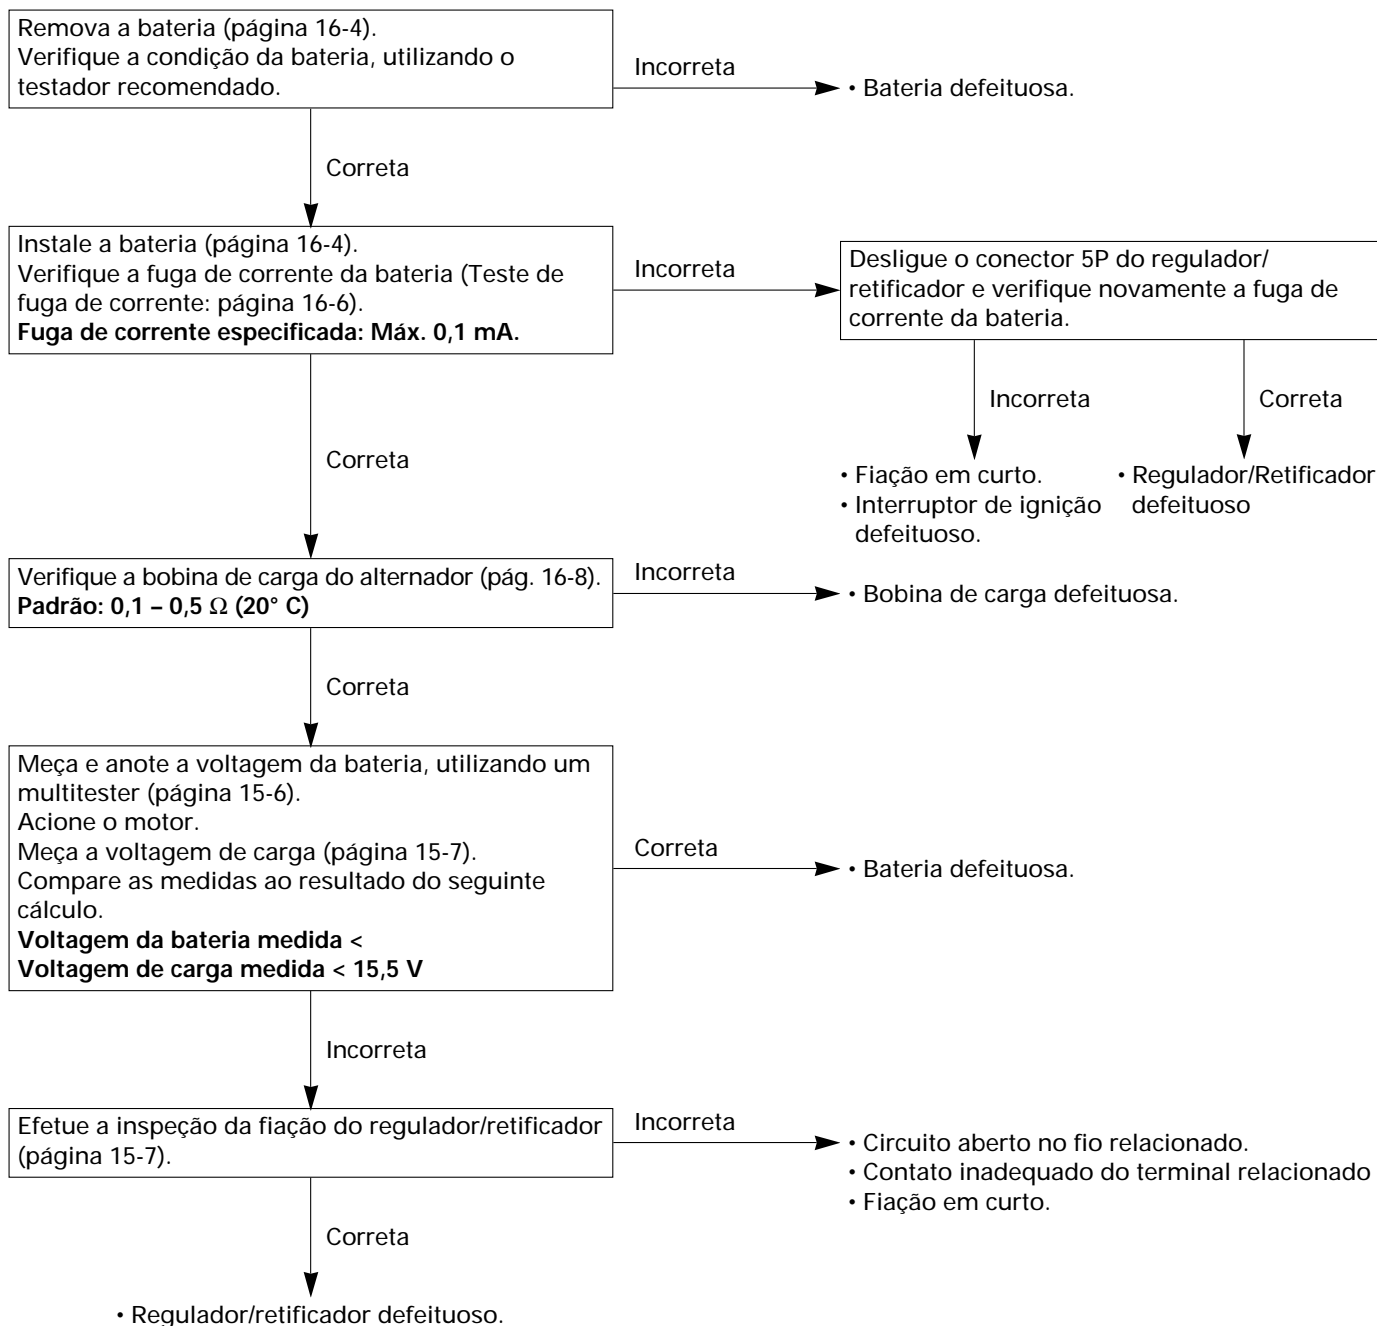 Remova a bateria (página 16-4).
Verifique a condição da bateria, utilizando o
testador recomendado.
Incorreta
• Bateria defeituosa.
Correta
Instale a bateria (página 16-4).
Verifique a fuga de corrente da bateria (Teste de
fuga de corrente: página 16-6).
Fuga de corrente especificada: Máx. 0,1 mA.
Incorreta
Desligue o conector 5P do regulador/
retificador e verifique novamente a fuga de
corrente da bateria.
Incorreta
Correta
• Fiação em curto.
• Interruptor de ignição
defeituoso.
• Regulador/Retificador
defeituoso
Correta
Verifique a bobina de carga do alternador (pág. 16-8).
Padrão: 0,1 – 0,5 Ω (20° C)
Incorreta
• Bobina de carga defeituosa.
Correta
Meça e anote a voltagem da bateria, utilizando um
multitester (página 15-6).
Acione o motor.
Meça a voltagem de carga (página 15-7).
Compare as medidas ao resultado do seguinte
cálculo.
Voltagem da bateria medida <
Voltagem de carga medida < 15,5 V
Correta
• Bateria defeituosa.
Incorreta
Efetue a inspeção da fiação do regulador/retificador
(página 15-7).
Incorreta
• Circuito aberto no fio relacionado.
• Contato inadequado do terminal relacionado
• Fiação em curto.
Correta
• Regulador/retificador defeituoso.